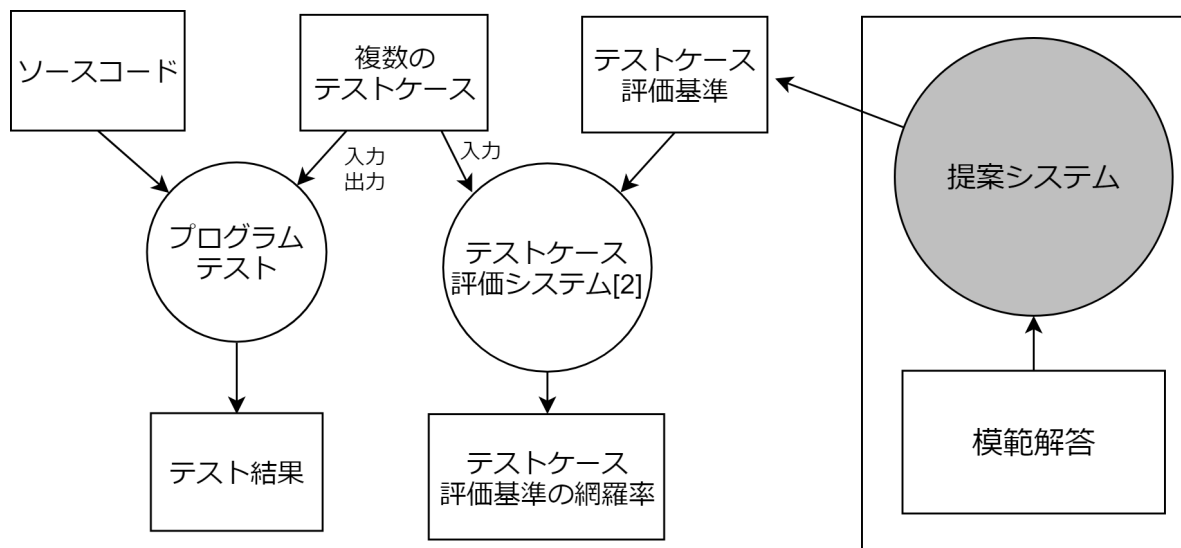 ソースコード
複数の
テストケース
テストケース
評価基準
提案システム
入力
出力
入力
プログラム
テスト
テストケース
評価システム[2]
テスト結果
テストケース
評価基準の網羅率
模範解答